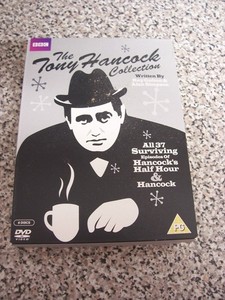 BBC
The
Tony Hancock
Collection
Written By
All 37
Surviving
Episodes Of
Hancock's
Half Hour
&
Hancock
DVD
PG